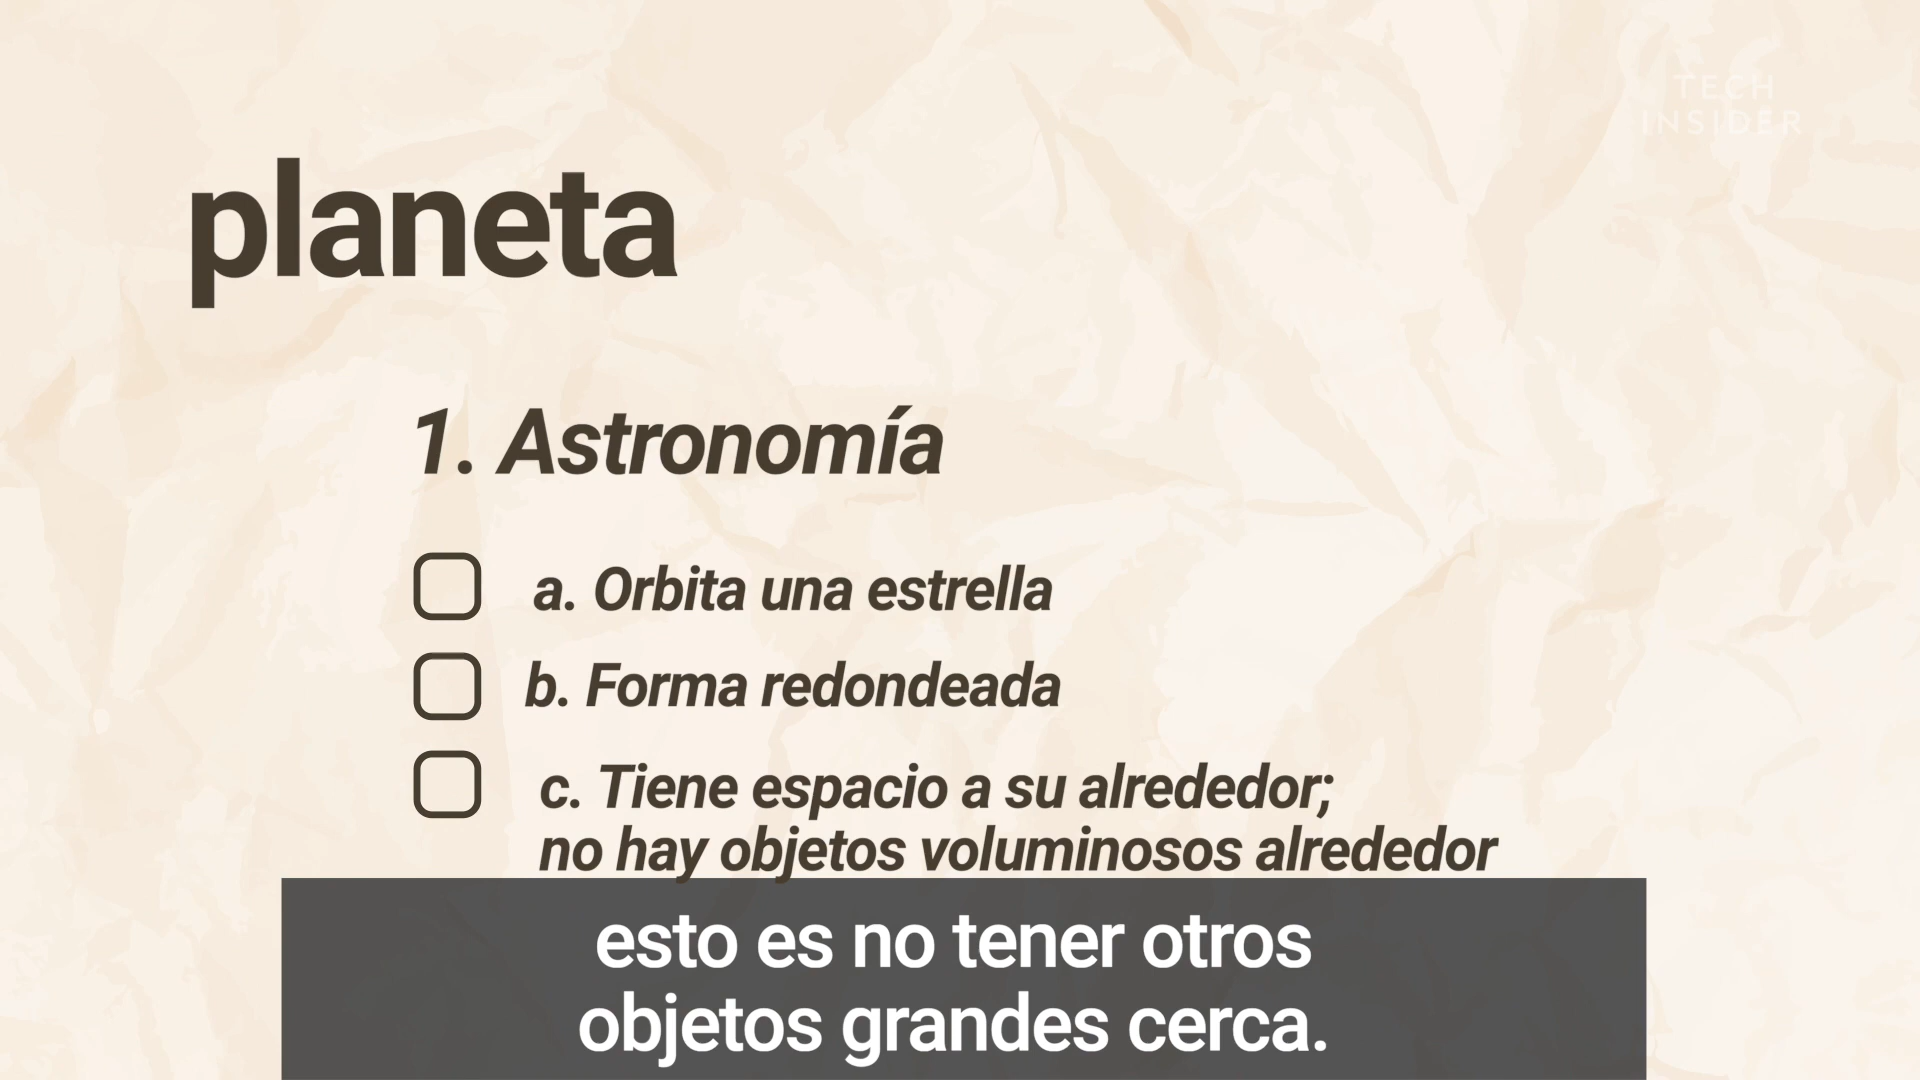 TECH
INSIDER
planeta
1. Astronomía
a. Orbita una estrella
b. Forma redondeada
c. Tiene espacio a su alrededor;
no hay objetos voluminosos alrededor
esto es no tener otros
objetos grandes cerca.